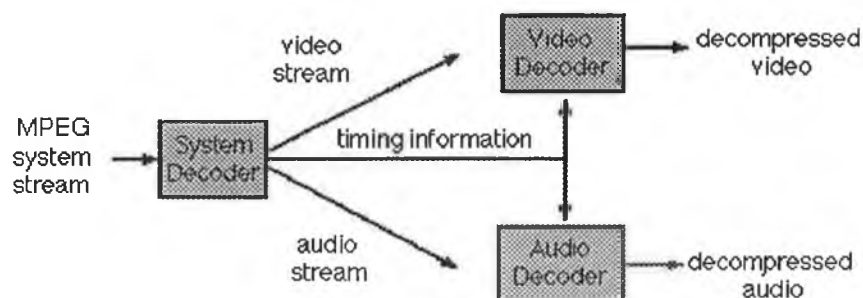 video
stream
Video
Decoder
decompressed
video
MPEG
system
stream
System
Decoder
timing information
audio
stream
Audio
Decoder
decompressed
audio